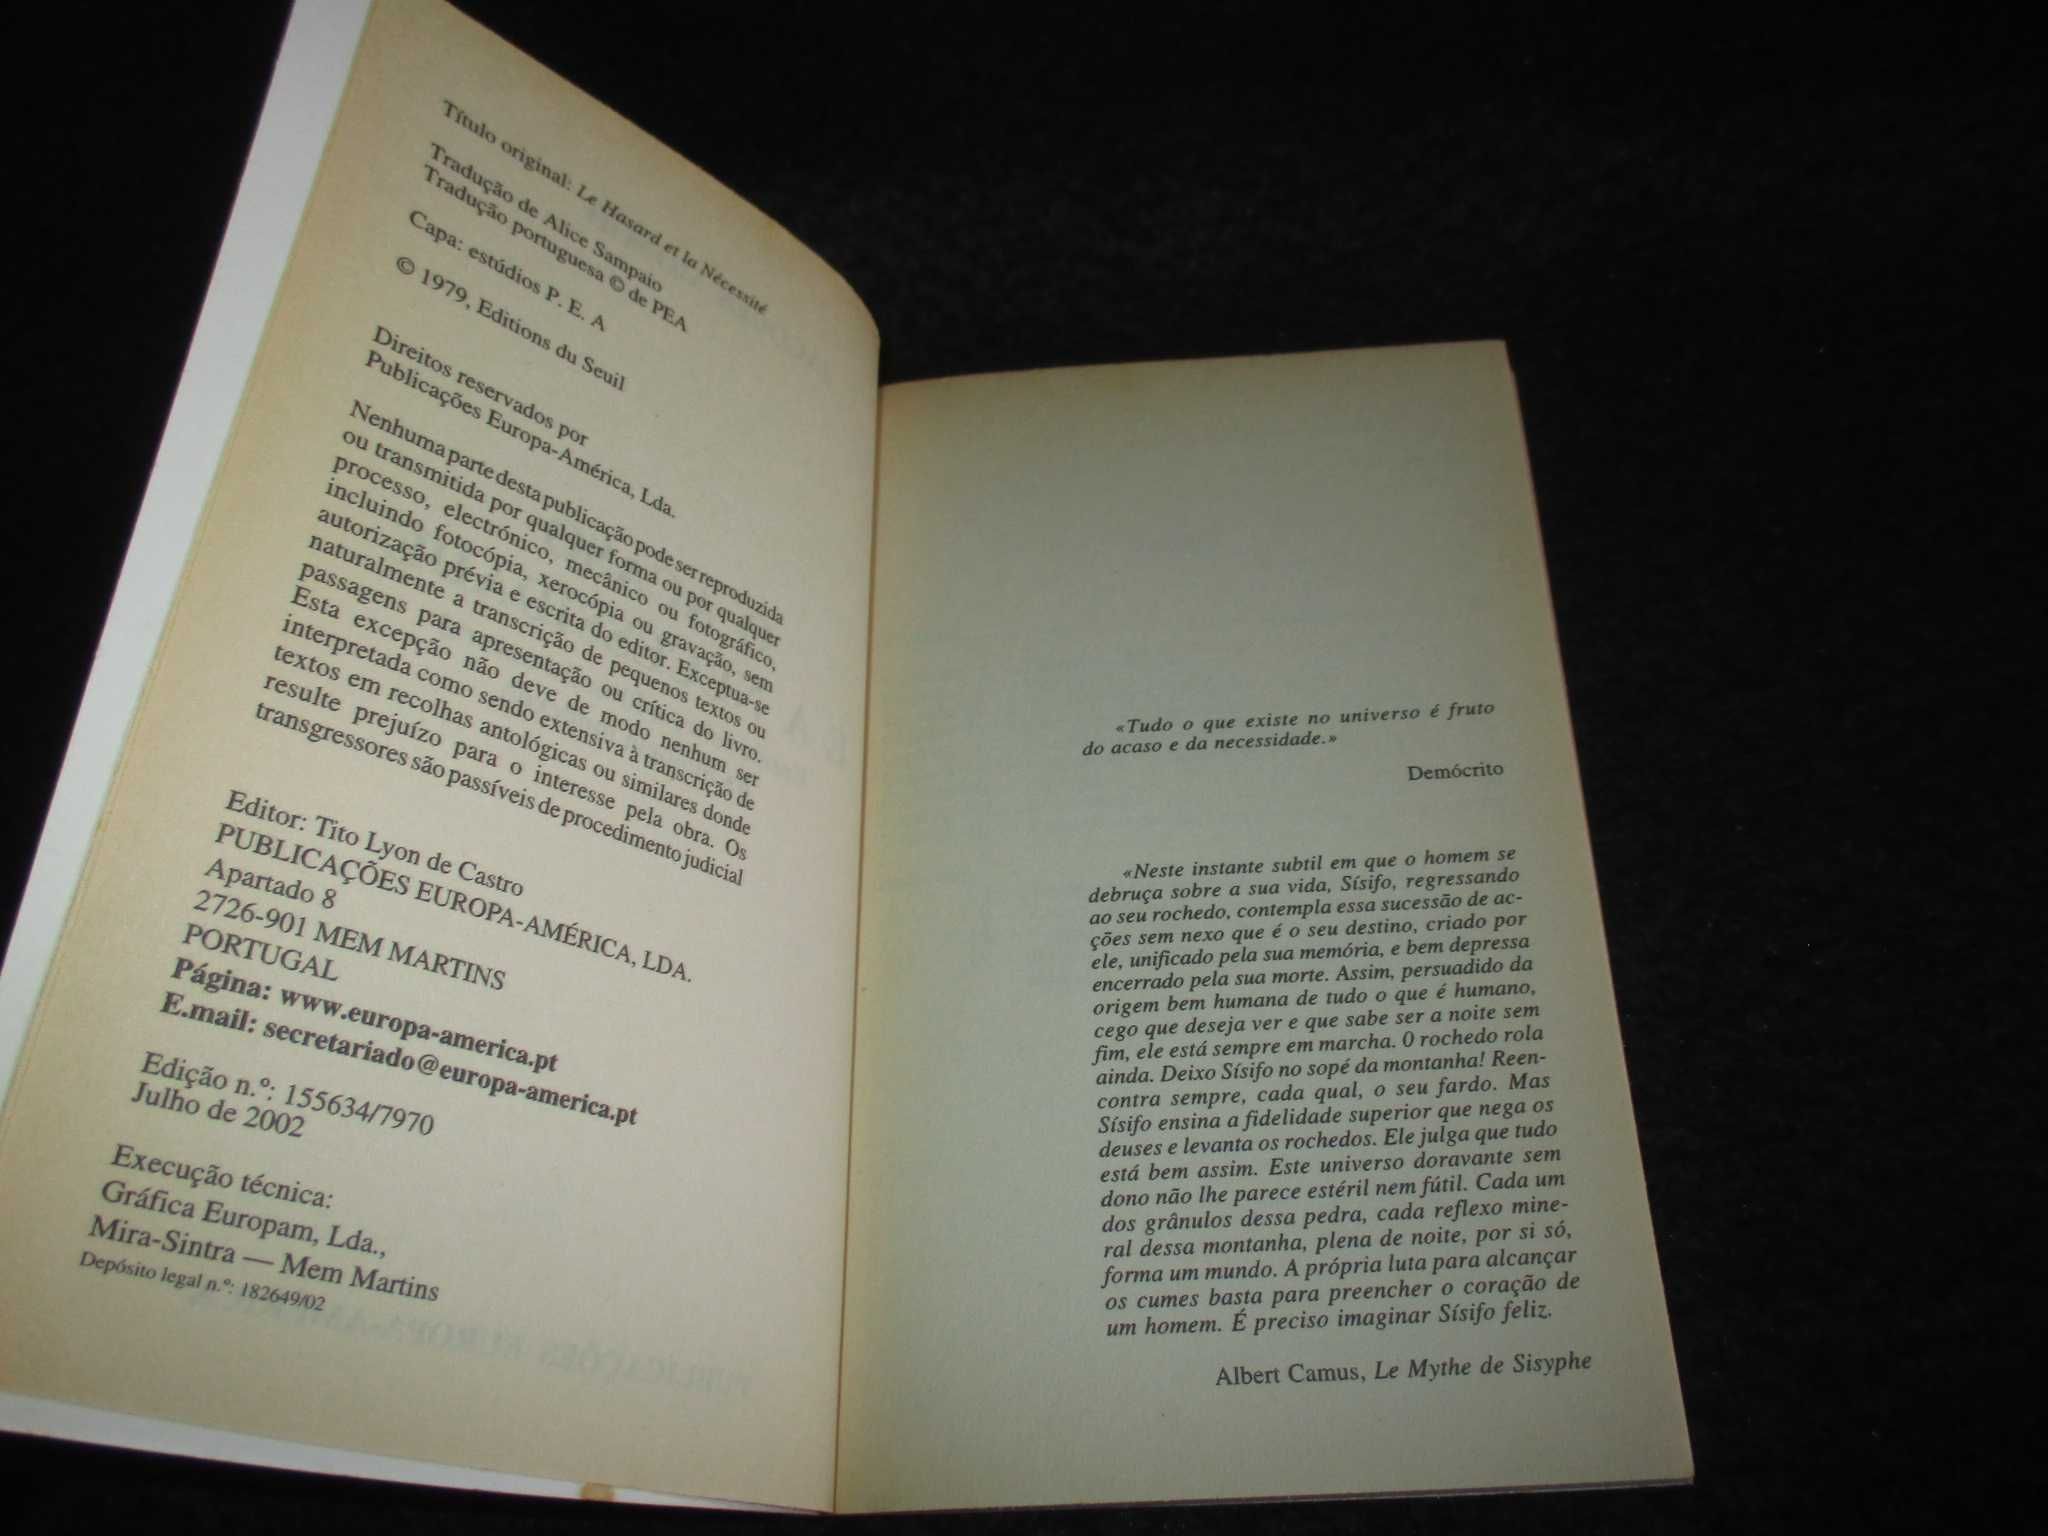 Título original: Le Hasard et la Nécessité
Tradução de Alice Sampaio
Tradução portuguesa © de PEA
Capa: estúdios P. E. A
© 1979, Editions du Seuil
Direitos reservados por
Publicações Europa-América, Lda.
Nenhuma parte desta publicação pode ser reproduzida
ou transmitida por qualquer forma ou por qualquer
processo, electrónico, mecânico ou fotográfico,
incluindo fotocópia, xerocópia ou gravação, sem
autorização prévia e escrita do editor. Exceptua-se
naturalmente a transcrição de pequenos textos ou
passagens para apresentação ou crítica do livro.
Esta excepção não deve de modo nenhum ser
interpretada como sendo extensiva à transcrição de
textos em recolhas antológicas ou similares donde
resulte prejuízo para o interesse pela obra. Os
transgressores são passíveis de procedimento judicial
Editor: Tito Lyon de Castro
PUBLICAÇÕES EUROPA-AMÉRICA, LDA.
Apartado 8
2726-901 MEM MARTINS
PORTUGAL
Página: www.europa-america.pt
E.mail: secretariado@europa-america.pt
Edição n.º: 155634/7970
Julho de 2002
Execução técnica:
Gráfica Europam, Lda.,
Mira-Sintra — Mem Martins
Depósito legal n.º: 182649/02
«Tudo o que existe no universo é fruto
do acaso e da necessidade.»
Demócrito
«Neste instante subtil em que o homem se
debruça sobre a sua vida, Sísifo, regressando
ao seu rochedo, contempla essa sucessão de ac-
ções sem nexo que é o seu destino, criado por
ele, unificado pela sua memória, e bem depressa
encerrado pela sua morte. Assim, persuadido da
origem bem humana de tudo o que é humano,
cego que deseja ver e que sabe ser a noite sem
fim, ele está sempre em marcha. O rochedo rola
ainda. Deixo Sísifo no sopé da montanha! Reen-
contra sempre, cada qual, o seu fardo. Mas
Sísifo ensina a fidelidade superior que nega os
deuses e levanta os rochedos. Ele julga que tudo
está bem assim. Este universo doravante sem
dono não lhe parece estéril nem fútil. Cada um
dos grânulos dessa pedra, cada reflexo mine-
ral dessa montanha, plena de noite, por si só,
forma um mundo. A própria luta para alcançar
os cumes basta para preencher o coração de
um homem. É preciso imaginar Sísifo feliz.
Albert Camus, Le Mythe de Sisyphe